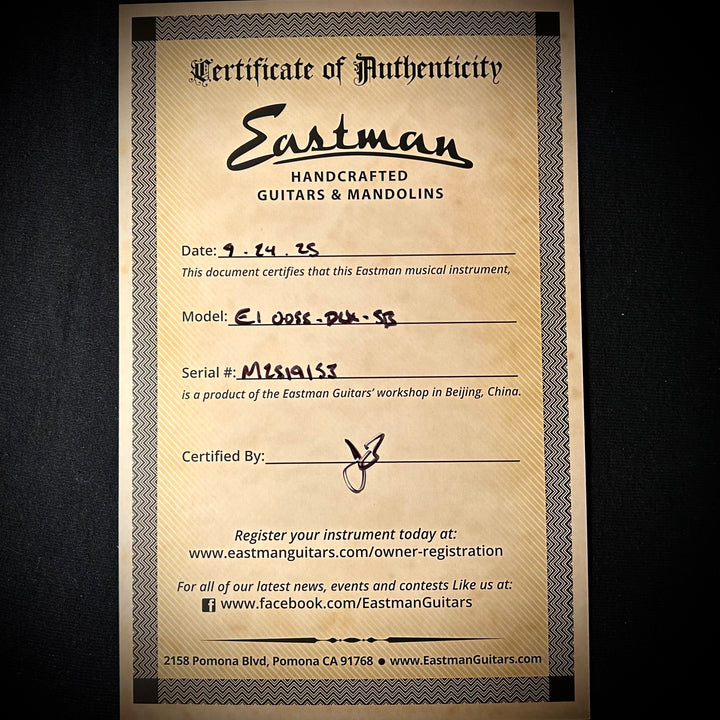 Certificate of Authenticity
Eastman
HANDCRAFTED
GUITARS & MANDOLINS
Date: 9.24.25
This document certifies that this Eastman musical instrument,
Model: E1 OOSS-DLX-SB
Serial #: M2519153
is a product of the Eastman Guitars’ workshop in Beijing, China.
Certified By:
Register your instrument today at:
www.eastmanguitars.com/owner-registration
For all of our latest news, events and contests Like us at:
f www.facebook.com/EastmanGuitars
2158 Pomona Blvd, Pomona CA 91768 ● www.EastmanGuitars.com